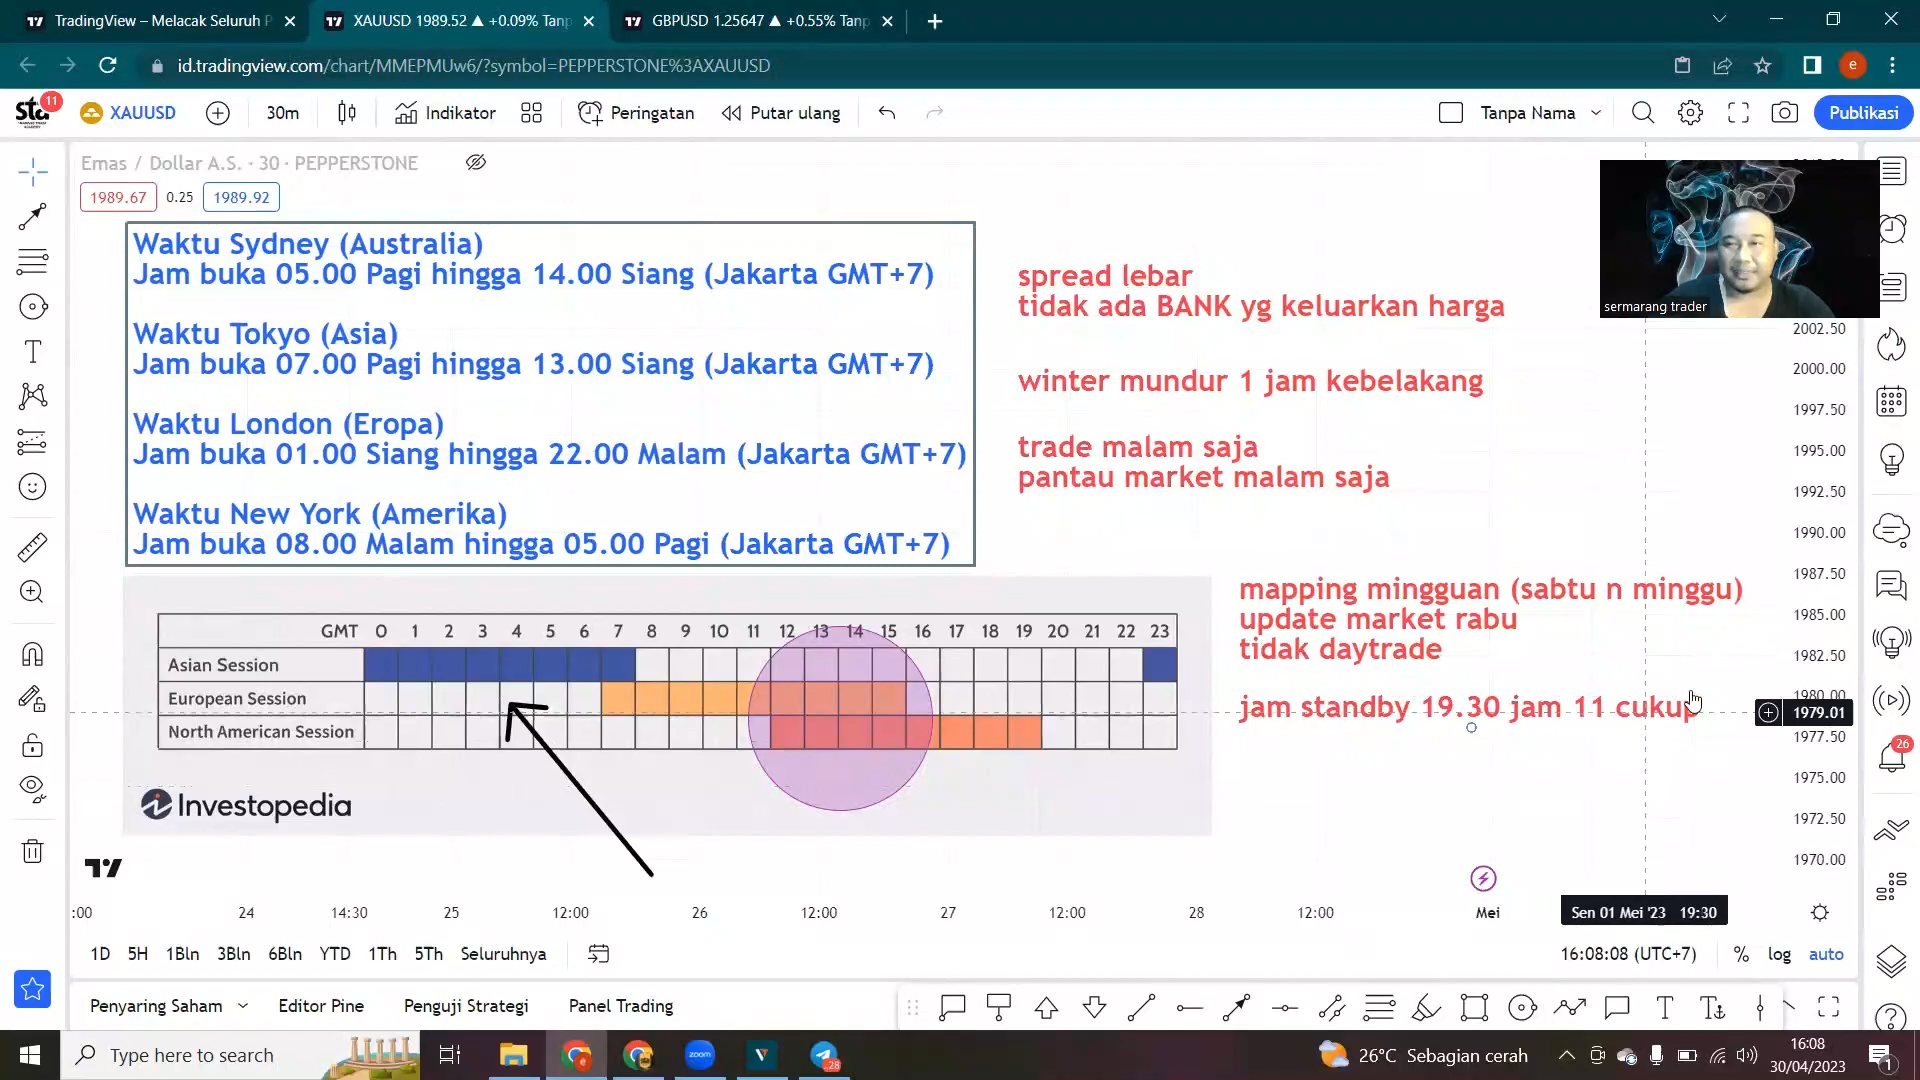 TradingView – Melacak Seluruh P
XAUUSD 1989.52 ▲ +0.09% Tanp
GBPUSD 1.25647 ▲ +0.55% Tanp
id.tradingview.com/chart/MMEPMUw6/?symbol=PEPPERSTONE%3AXAUUSD
e
sta
11
XAUUSD
30m
Indikator
Peringatan
Putar ulang
Tanpa Nama
Publikasi
Emas / Dollar A.S. · 30 · PEPPERSTONE
1989.67
0.25
1989.92
Waktu Sydney (Australia)
Jam buka 05.00 Pagi hingga 14.00 Siang (Jakarta GMT+7)
Waktu Tokyo (Asia)
Jam buka 07.00 Pagi hingga 13.00 Siang (Jakarta GMT+7)
Waktu London (Eropa)
Jam buka 01.00 Siang hingga 22.00 Malam (Jakarta GMT+7)
Waktu New York (Amerika)
Jam buka 08.00 Malam hingga 05.00 Pagi (Jakarta GMT+7)
spread lebar
tidak ada BANK yg keluarkan harga
winter mundur 1 jam kebelakang
trade malam saja
pantau market malam saja
mapping mingguan (sabtu n minggu)
update market rabu
tidak daytrade
jam standby 19.30 jam 11 cukup
sermarang trader
GMT 0 1 2 3 4 5 6 7 8 9 10 11 12 13 14 15 16 17 18 19 20 21 22 23
Asian Session
European Session
North American Session
Investopedia
2002.50
2000.00
1997.50
1995.00
1992.50
1990.00
1987.50
1985.00
1982.50
1980.00
1979.01
1977.50
1975.00
1972.50
1970.00
26
:00 24 14:30 25 12:00 26 12:00 27 12:00 28 12:00 Mei
Sen 01 Mei '23 19:30
1D 5H 1Bln 3Bln 6Bln YTD 1Th 5Th Seluruhnya
16:08:08 (UTC+7) % log auto
Penyaring Saham
Editor Pine
Penguji Strategi
Panel Trading
Type here to search
zoom
28
26°C Sebagian cerah
16:08
30/04/2023
1